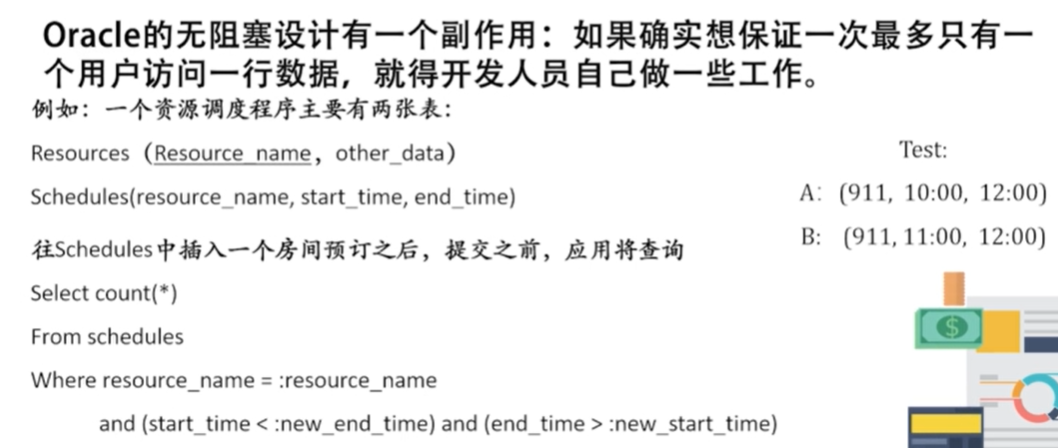 Oracle的无阻塞设计有一个副作用：如果确实想保证一次最多只有一
个用户访问一行数据，就得开发人员自己做一些工作。
例如：一个资源调度程序主要有两张表：
Resources（Resource_name，other_data）
Schedules(resource_name, start_time, end_time)
往Schedules中插入一个房间预订之后，提交之前，应用将查询
Select count(*)
From schedules
Where resource_name = :resource_name
and (start_time < :new_end_time) and (end_time > :new_start_time)
Test:
A:（911, 10:00, 12:00)
B: （911, 11:00, 12:00)
$